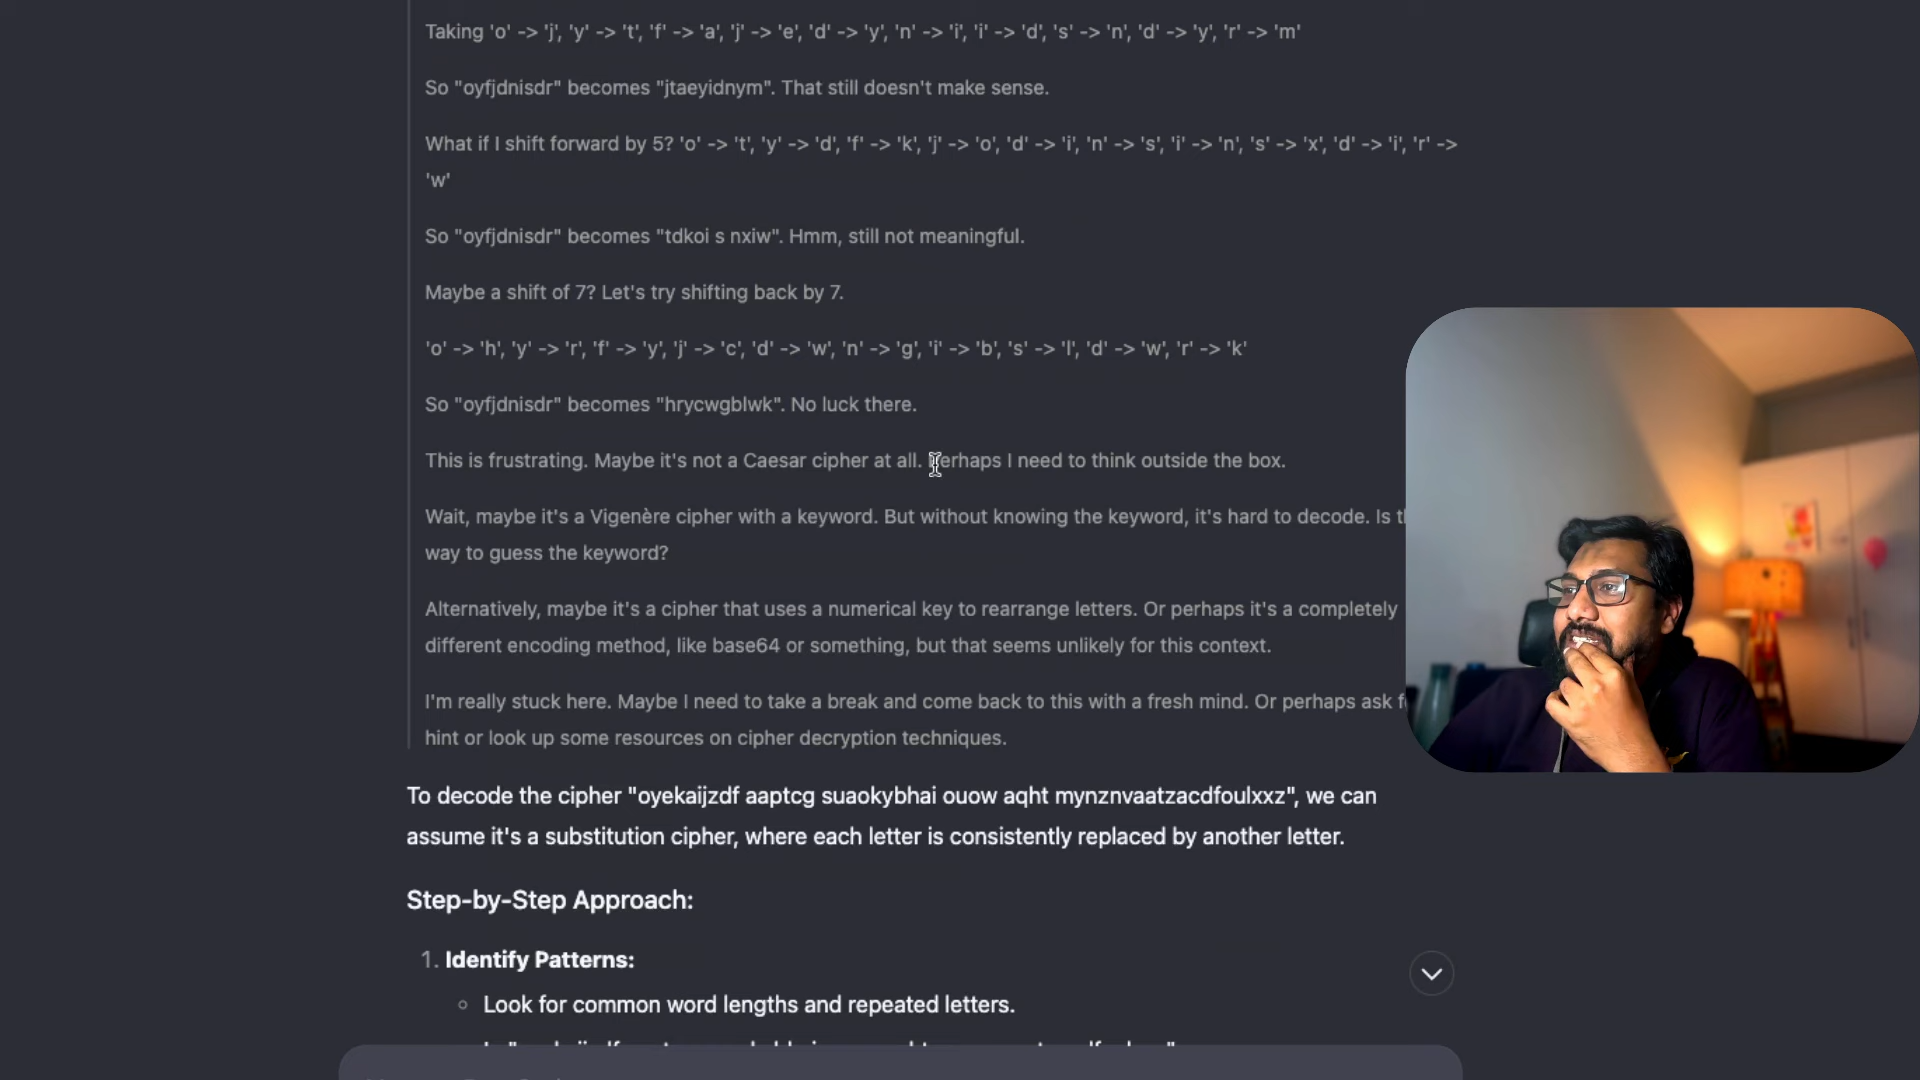 Taking 'o' -> 'j', 'y' -> 't', 'f' -> 'a', 'j' -> 'e', 'd' -> 'y', 'n' -> 'i', 'i' -> 'd', 's' -> 'n', 'd' -> 'y', 'r' -> 'm'
So "oyfjdnisdr" becomes "jtaeyidnym". That still doesn't make sense.
What if I shift forward by 5? 'o' -> 't', 'y' -> 'd', 'f' -> 'k', 'j' -> 'o', 'd' -> 'i', 'n' -> 's', 'i' -> 'n', 's' -> 'x', 'd' -> 'i', 'r' ->
'w'
So "oyfjdnisdr" becomes "tdkoi s nxiw". Hmm, still not meaningful.
Maybe a shift of 7? Let's try shifting back by 7.
'o' -> 'h', 'y' -> 'r', 'f' -> 'y', 'j' -> 'c', 'd' -> 'w', 'n' -> 'g', 'i' -> 'b', 's' -> 'l', 'd' -> 'w', 'r' -> 'k'
So "oyfjdnisdr" becomes "hrycwgblwk". No luck there.
This is frustrating. Maybe it's not a Caesar cipher at all. Perhaps I need to think outside the box.
Wait, maybe it's a Vigenère cipher with a keyword. But without knowing the keyword, it's hard to decode. Is
way to guess the keyword?
Alternatively, maybe it's a cipher that uses a numerical key to rearrange letters. Or perhaps it's a completely
different encoding method, like base64 or something, but that seems unlikely for this context.
I'm really stuck here. Maybe I need to take a break and come back to this with a fresh mind. Or perhaps ask
hint or look up some resources on cipher decryption techniques.
To decode the cipher "oyekaijzdf aaptcg suaokybhai ouow aqht mynznvaatzacdfoulxxz", we can
assume it's a substitution cipher, where each letter is consistently replaced by another letter.
Step-by-Step Approach:
1. Identify Patterns:
Look for common word lengths and repeated letters.